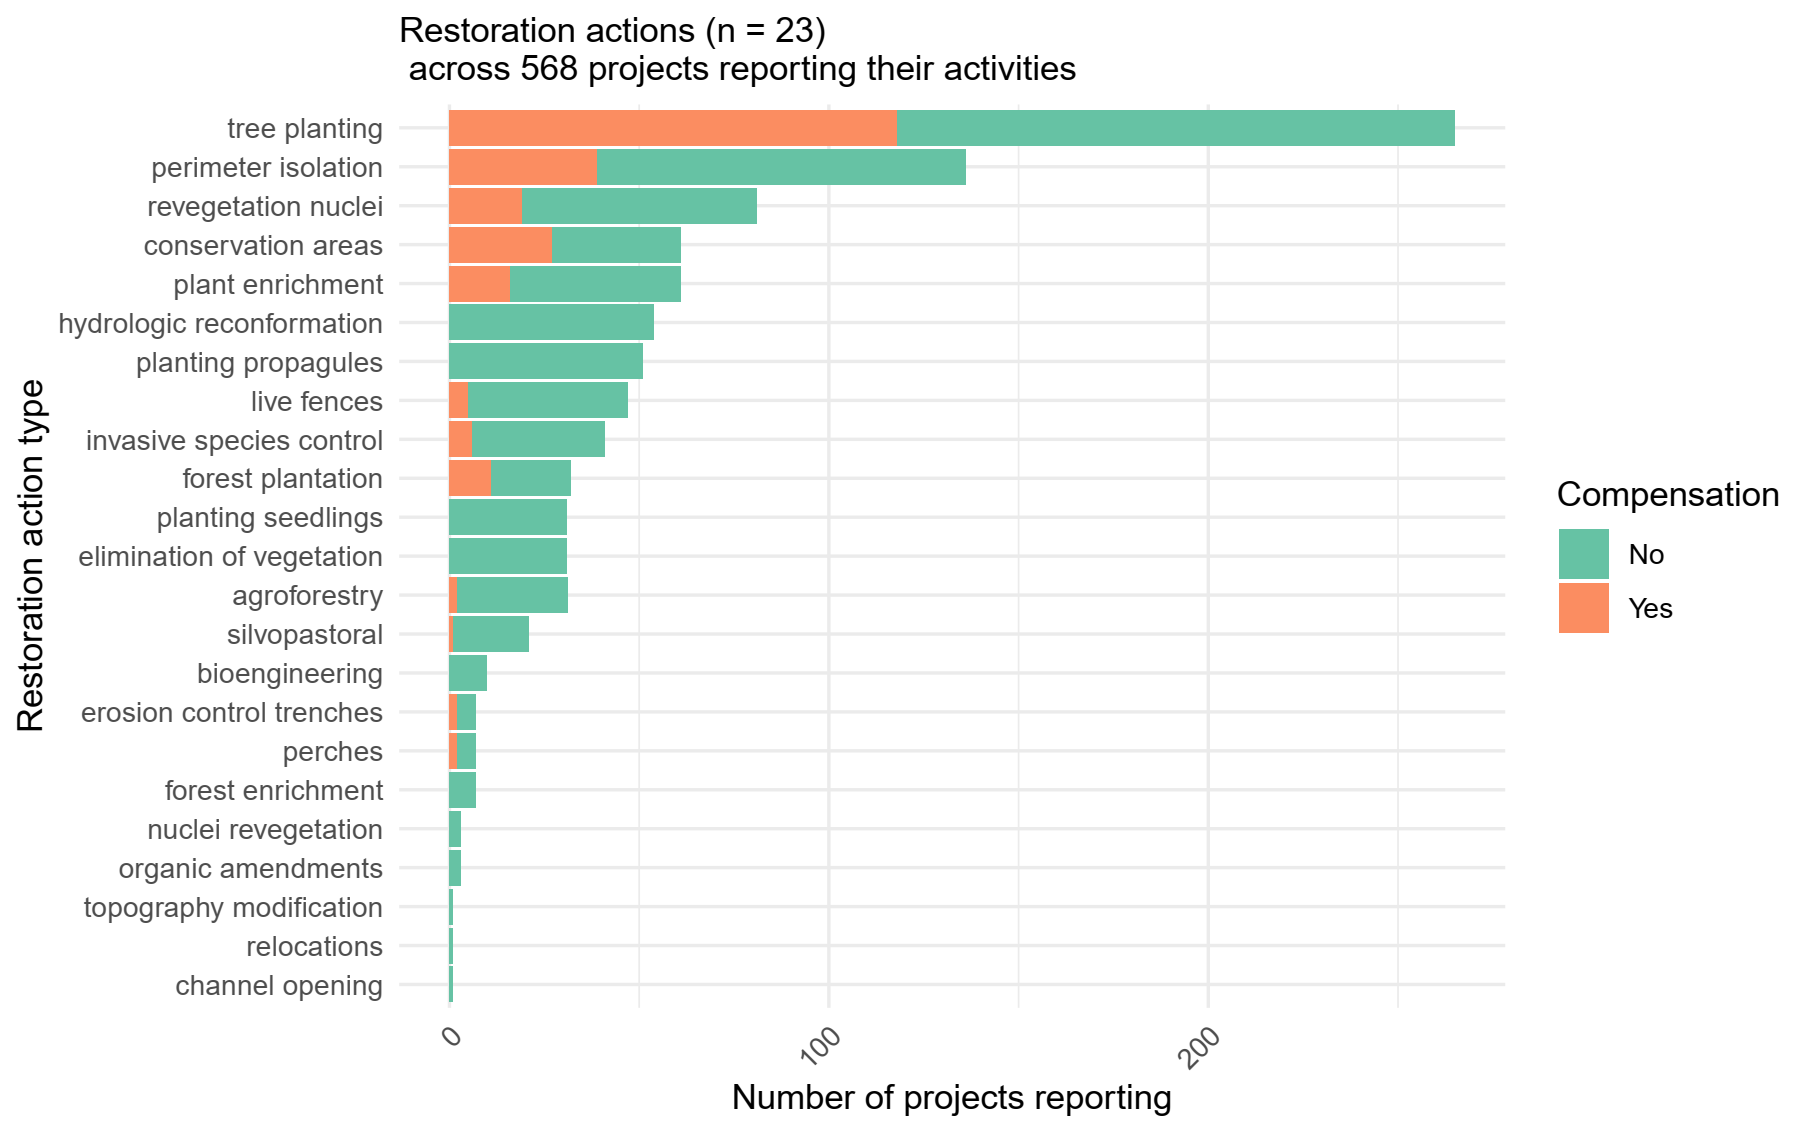 Restoration actions (n = 23)
across 568 projects reporting their activities
tree planting
perimeter isolation
revegetation nuclei
conservation areas
plant enrichment
hydrologic reconformation
planting propagules
live fences
invasive species control
forest plantation
planting seedlings
elimination of vegetation
agroforestry
silvopastoral
bioengineering
erosion control trenches
perches
forest enrichment
nuclei revegetation
organic amendments
topography modification
relocations
channel opening
Restoration action type
0
100
200
Number of projects reporting
Compensation
No
Yes